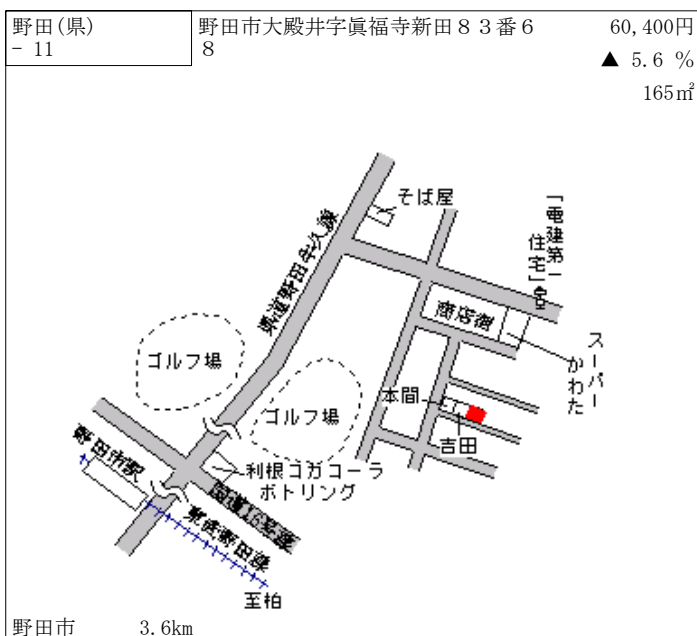 野田(県)
- 11
野田市大殿井字眞福寺新田８３番６
８
60,400円
▲ 5.6 %
165㎡
そば屋
「電建第一
住宅」
県道野田牛久線
商店街
スーパー
かわた
ゴルフ場
ゴルフ場
本間
吉田
野田市駅
利根コカコーラ
ボトリング
国道16号線
東武野田線
至柏
野田市 3.6km